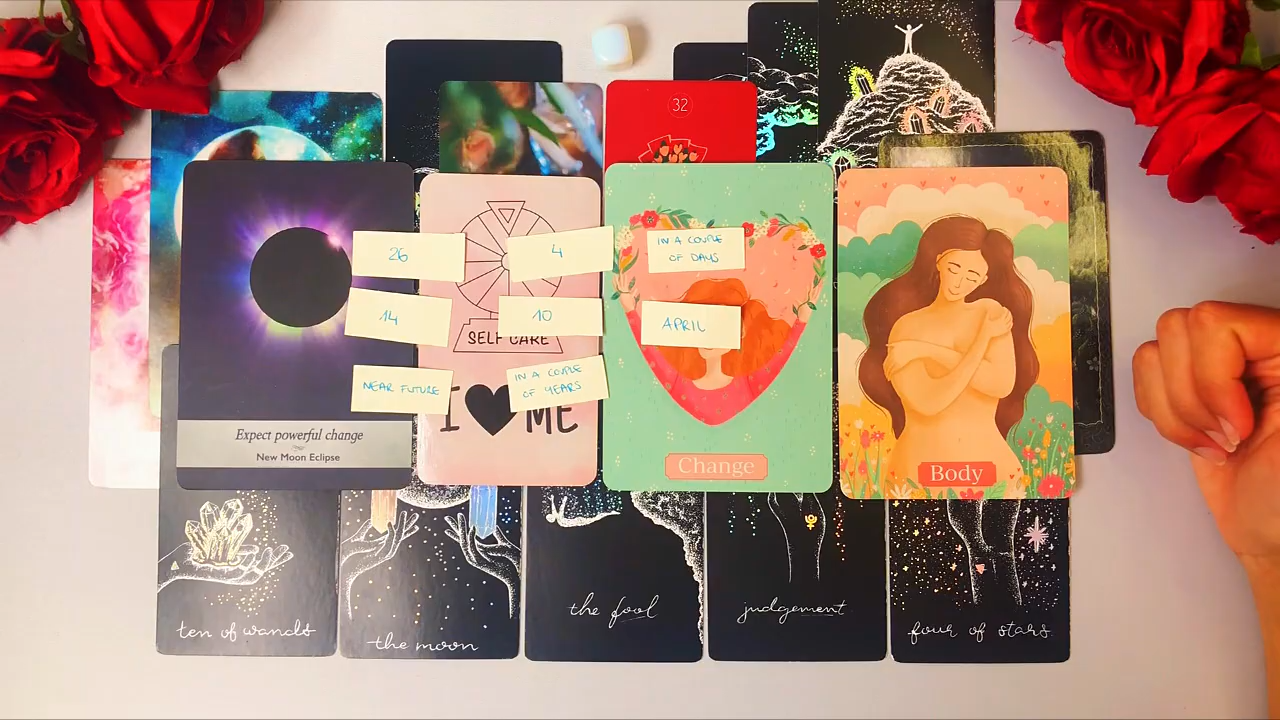 32
26
4
IN A COUPLE
OF DAYS
14
10
APRIL
SELF CARE
NEAR FUTURE
IN A COUPLE
OF YEARS
I ME
Expect powerful change
New Moon Eclipse
Change
Body
ten of wands
the moon
the fool
judgement
four of stars